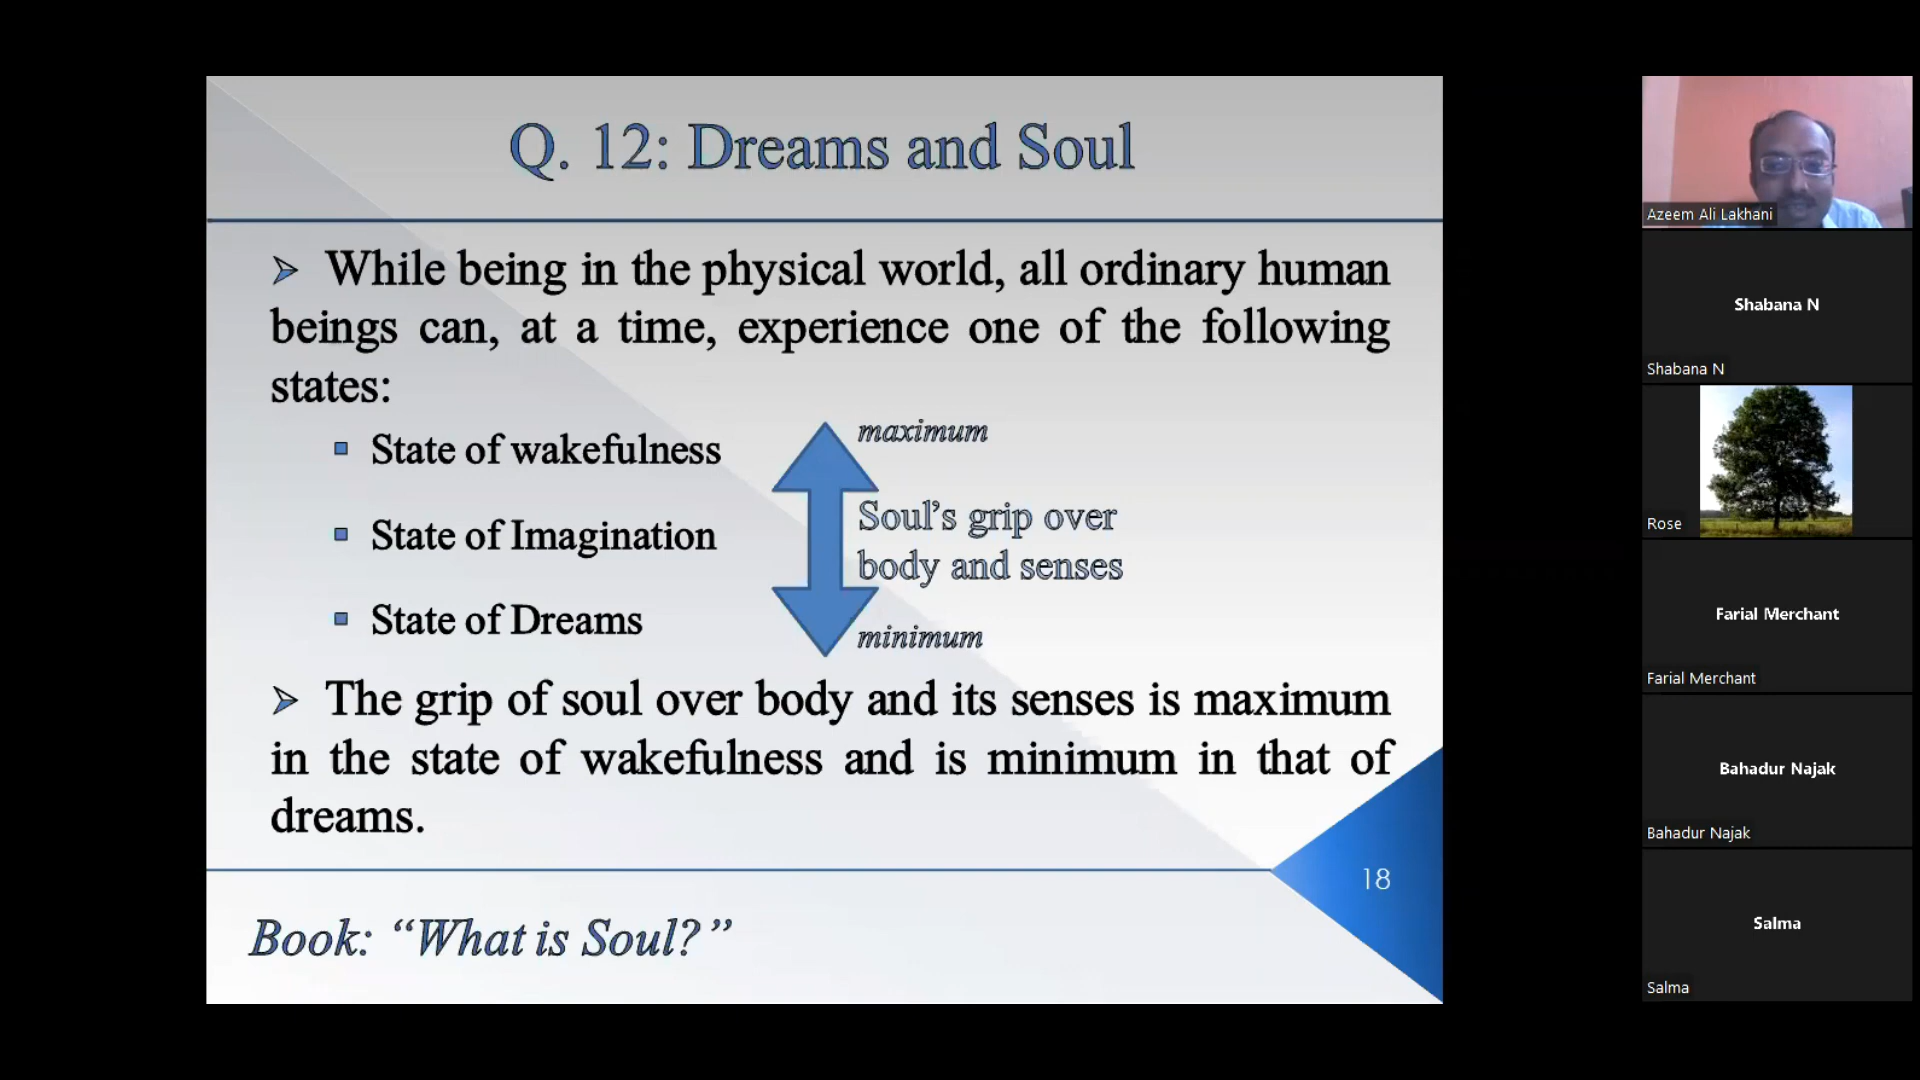 Q. 12: Dreams and Soul
While being in the physical world, all ordinary human
beings can, at a time, experience one of the following
states:
State of wakefulness
State of Imagination
State of Dreams
maximum
Soul’s grip over
body and senses
minimum
The grip of soul over body and its senses is maximum
in the state of wakefulness and is minimum in that of
dreams.
18
Book: “What is Soul?”
Azeem Ali Lakhani
Shabana N
Shabana N
Rose
Farial Merchant
Farial Merchant
Bahadur Najak
Bahadur Najak
Salma
Salma